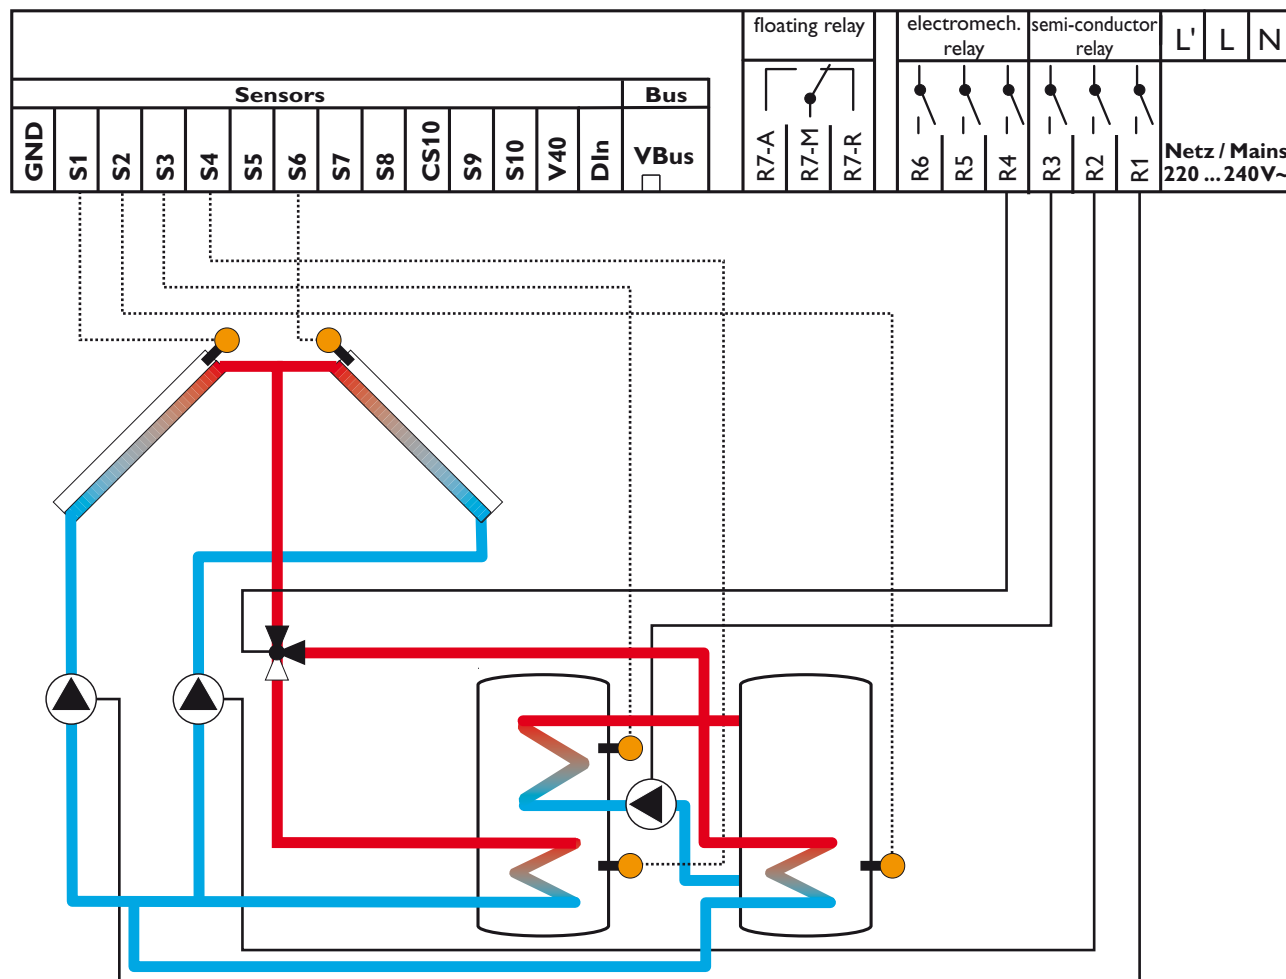 floating relay
electromech.
relay
semi-conductor
relay
L'
L
N
Sensors
Bus
GND
S1
S2
S3
S4
S5
S6
S7
S8
CS10
S9
S10
V40
DIn
VBus
R7-A
R7-M
R7-R
R6
R5
R4
R3
R2
R1
Netz / Mains
220 ... 240 V~